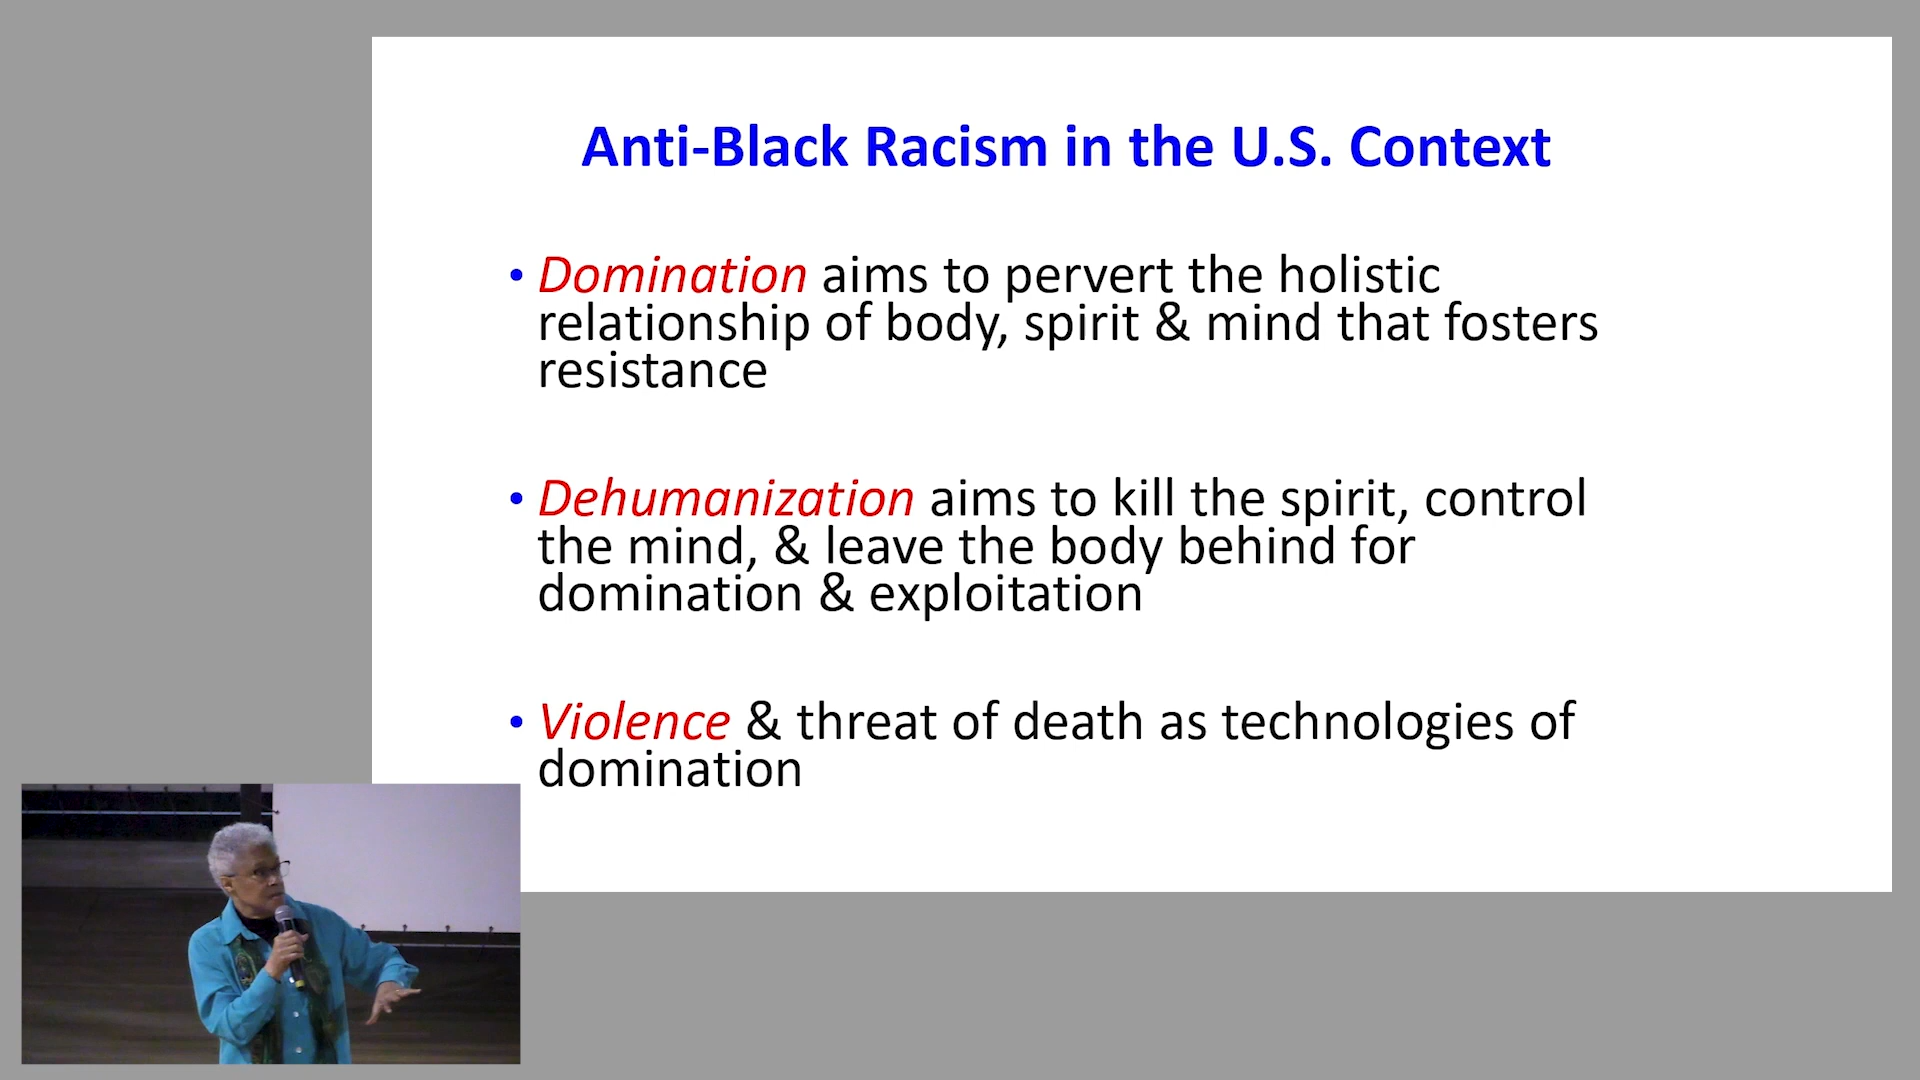 Anti-Black Racism in the U.S. Context
• Domination aims to pervert the holistic
relationship of body, spirit & mind that fosters
resistance
• Dehumanization aims to kill the spirit, control
the mind, & leave the body behind for
domination & exploitation
• Violence & threat of death as technologies of
domination